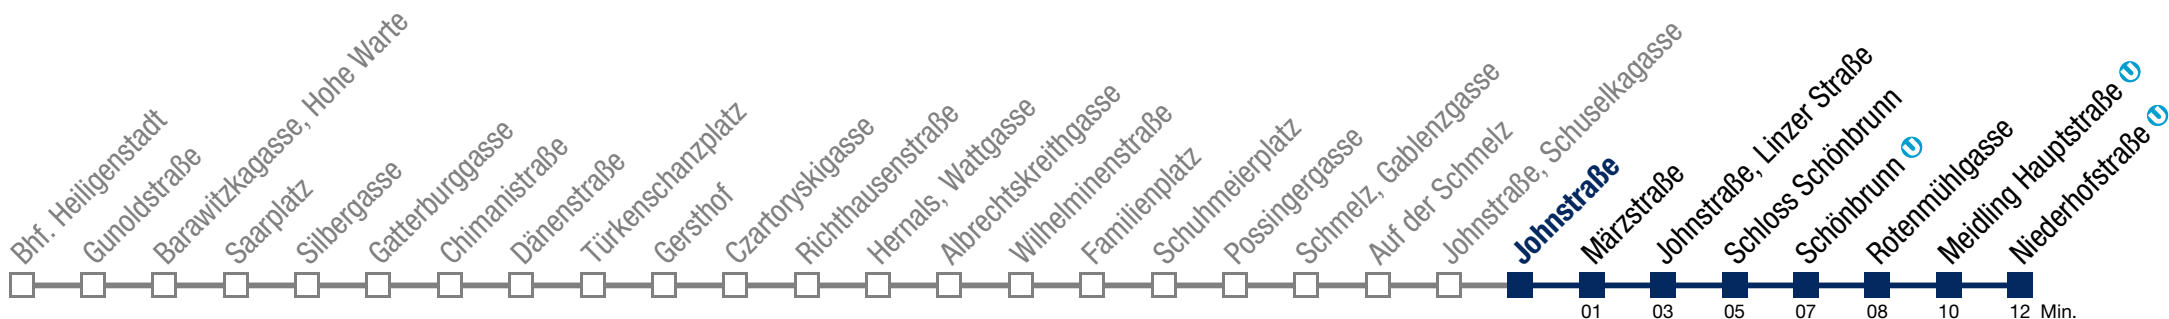 Bhf. Heiligenstadt
Gunoldstraße
Barawitzkagasse, Hohe Warte
Saarplatz
Silbergasse
Gatterburggasse
Chimanistraße
Dänenstraße
Türkenschanzplatz
Gersthof
Czartoryskigasse
Richthausenstraße
Hernals, Wattgasse
Albrechtskreithgasse
Wilhelminenstraße
Familienplatz
Schuhmeierplatz
Possingergasse
Schmelz, Gablenzgasse
Auf der Schmelz
Johnstraße, Schuselkagasse
Johnstraße
Märzstraße
Johnstraße, Linzer Straße
Schloss Schönbrunn
Schönbrunn U
Rotenmühlgasse
Meidling Hauptstraße U
Niederhofstraße U
01 03 05 07 08 10 12 Min.